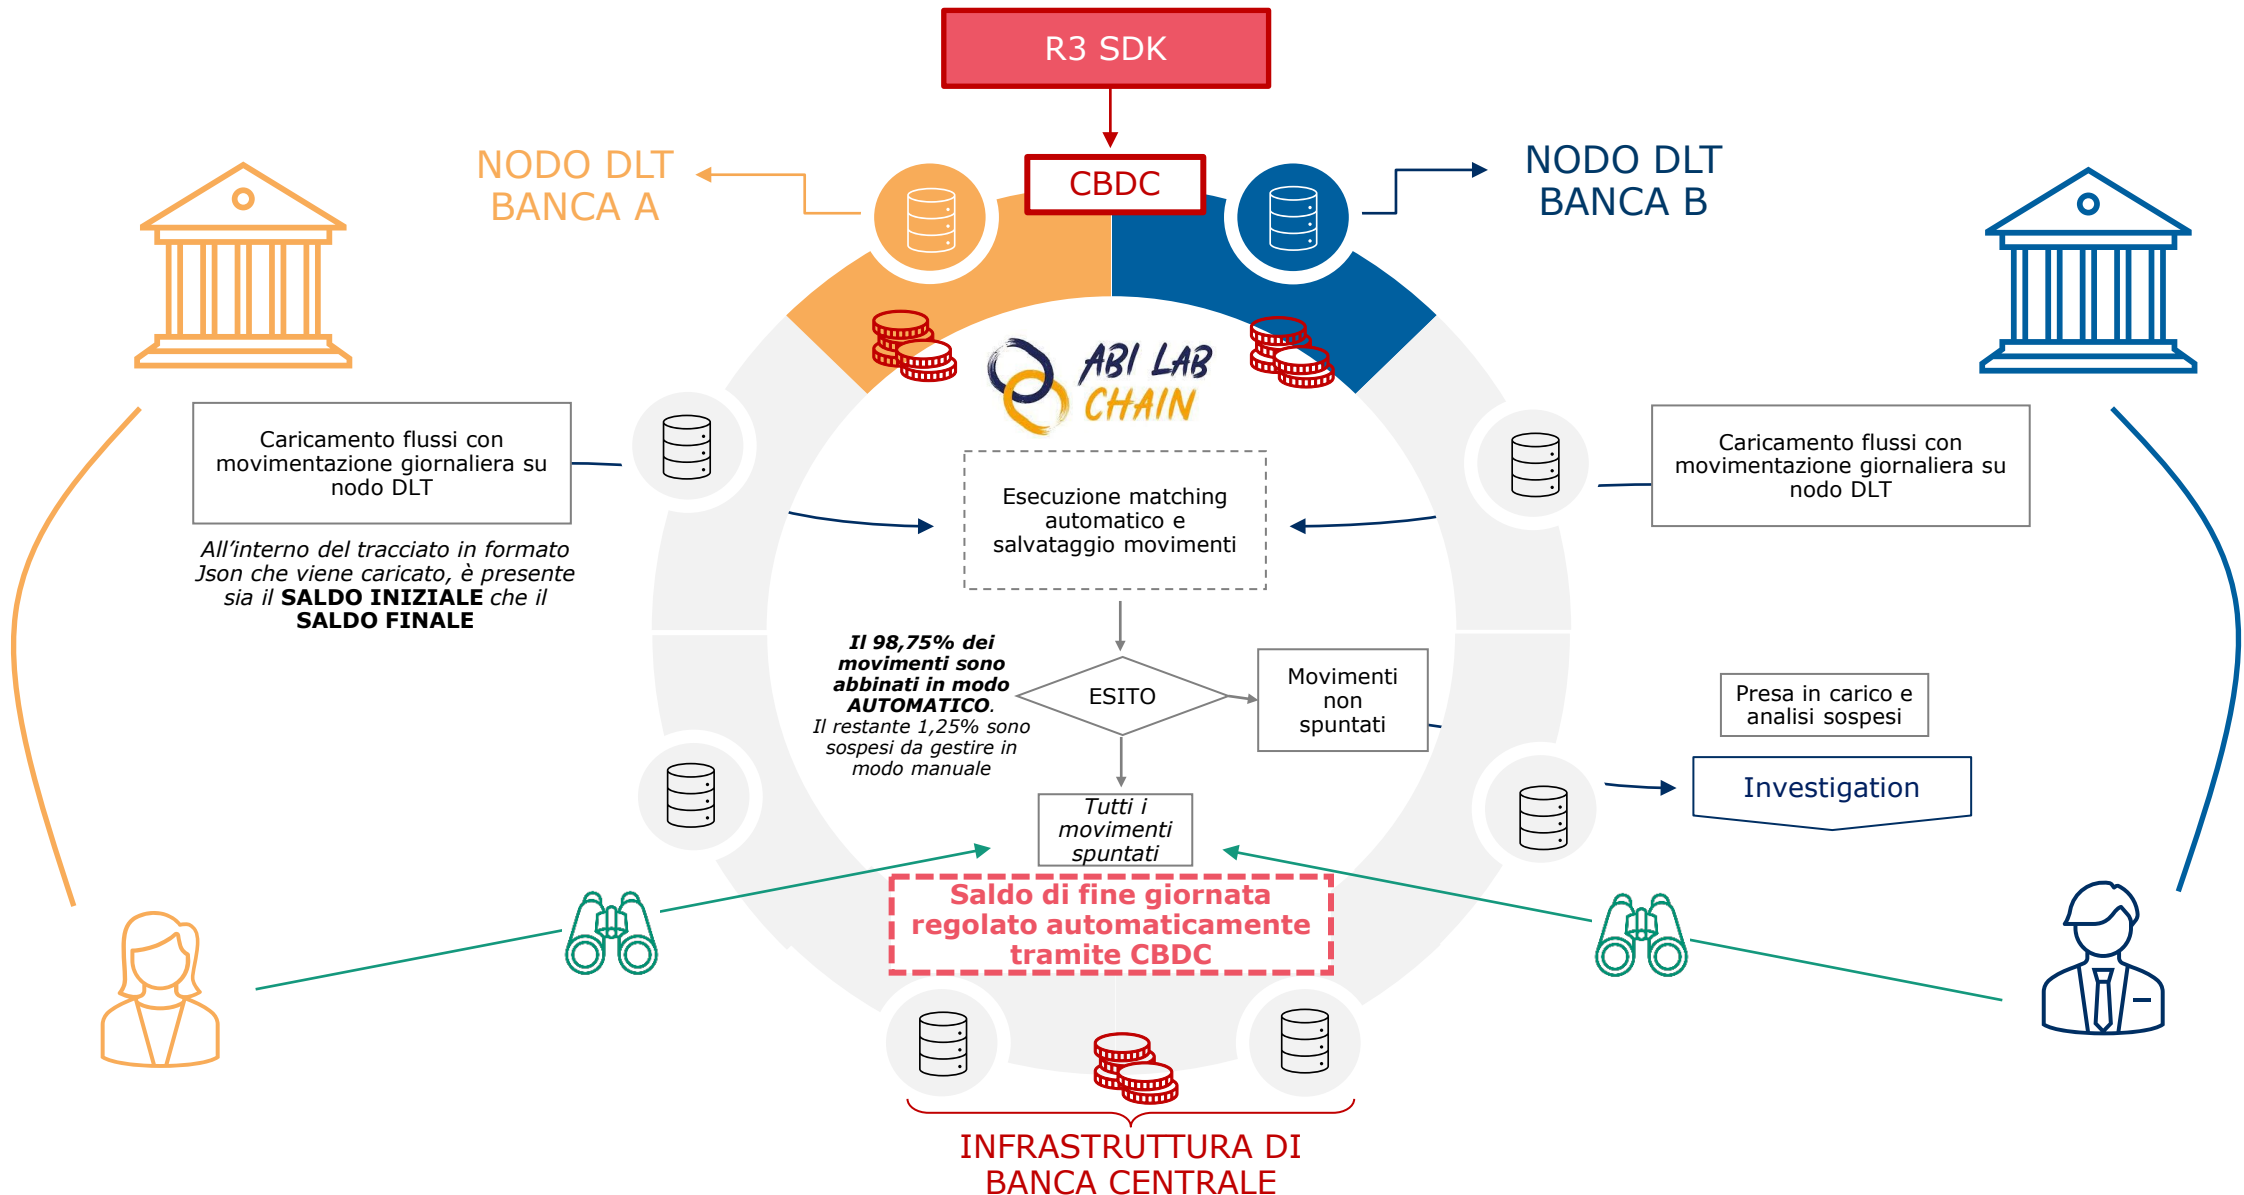 R3 SDK
CBDC
NODO DLT
BANCA A
NODO DLT
BANCA B
ABI LAB
CHAIN
Caricamento flussi con
movimentazione giornaliera su
nodo DLT
All’interno del tracciato in formato
Json che viene caricato, è presente
sia il SALDO INIZIALE che il
SALDO FINALE
Esecuzione matching
automatico e
salvataggio movimenti
Caricamento flussi con
movimentazione giornaliera su
nodo DLT
Il 98,75% dei
movimenti sono
abbinati in modo
AUTOMATICO.
Il restante 1,25% sono
sospesi da gestire in
modo manuale
ESITO
Movimenti
non
spuntati
Presa in carico e
analisi sospesi
Investigation
Tutti i
movimenti
spuntati
Saldo di fine giornata
regolato automaticamente
tramite CBDC
INFRASTRUTTURA DI
BANCA CENTRALE